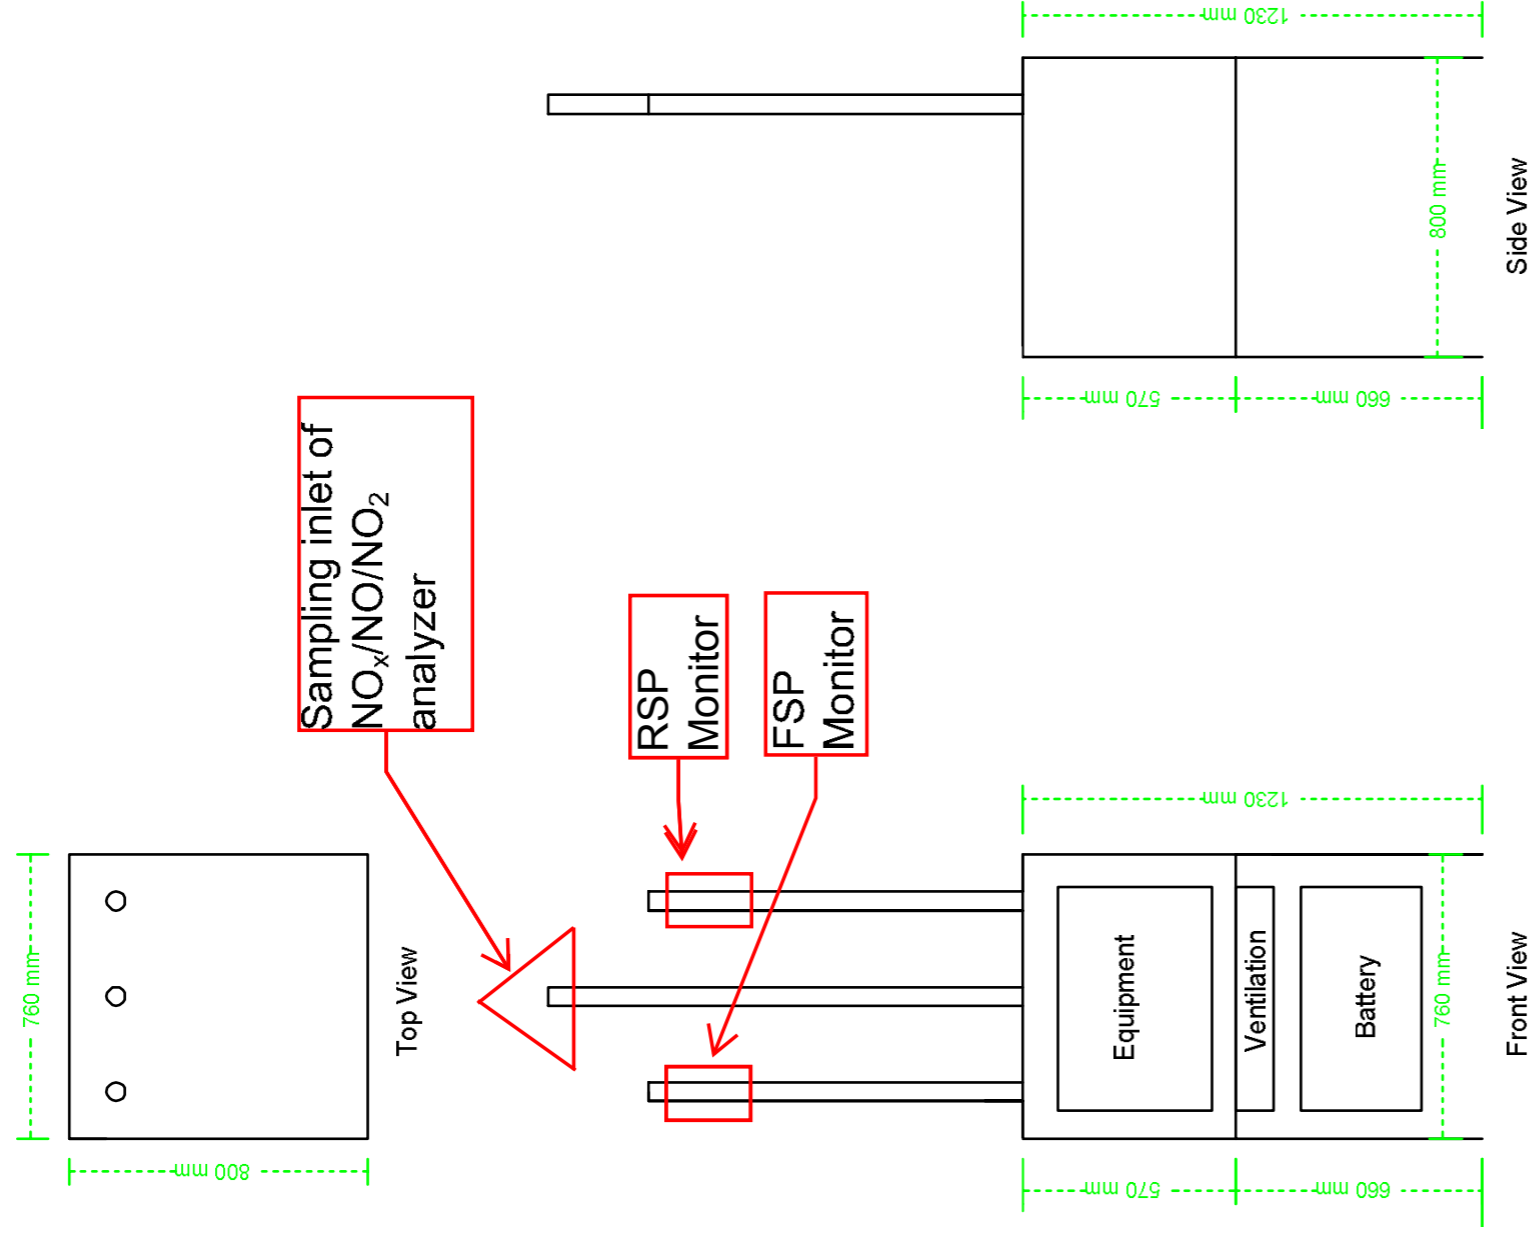 760 mm
800 mm
Top View
Sampling inlet of
NOₓ/NO/NO₂
analyzer
RSP
Monitor
FSP
Monitor
1230 mm
570 mm
660 mm
Equipment
Ventilation
Battery
760 mm
Front View
1230 mm
570 mm
660 mm
800 mm
Side View